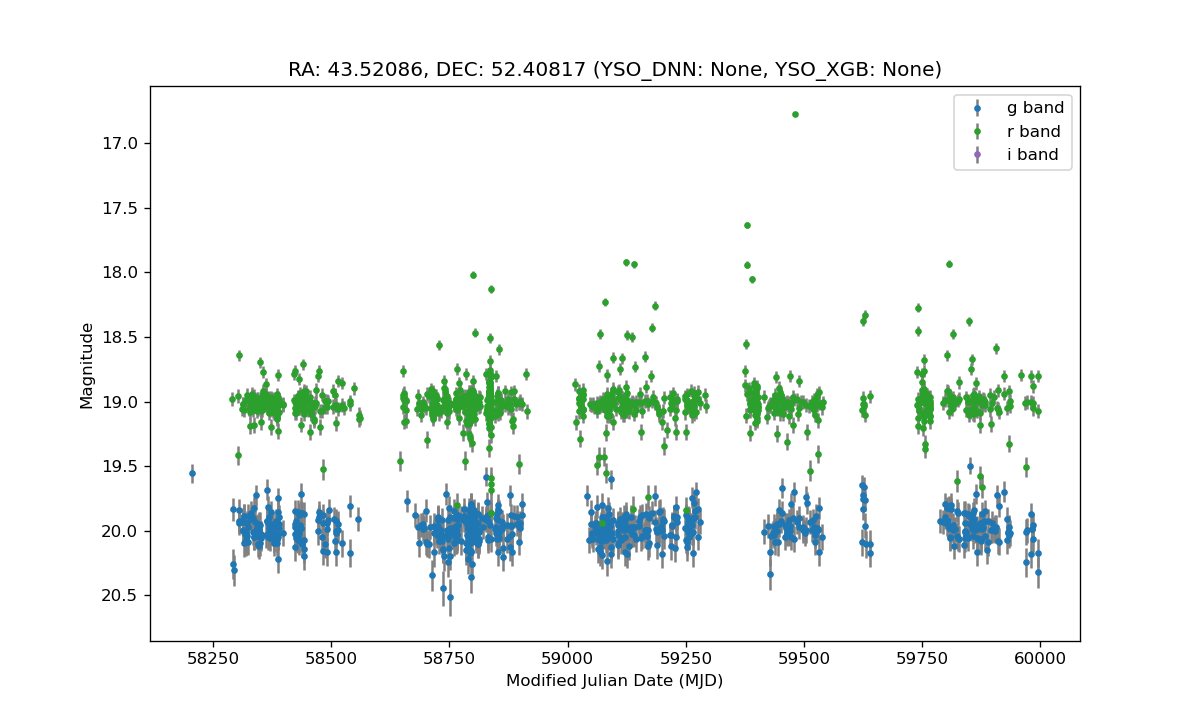 RA: 43.52086, DEC: 52.40817 (YSO_DNN: None, YSO_XGB: None)
g band
r band
i band
17.0
17.5
18.0
18.5
19.0
19.5
20.0
20.5
Magnitude
58250 58500 58750 59000 59250 59500 59750 60000
Modified Julian Date (MJD)